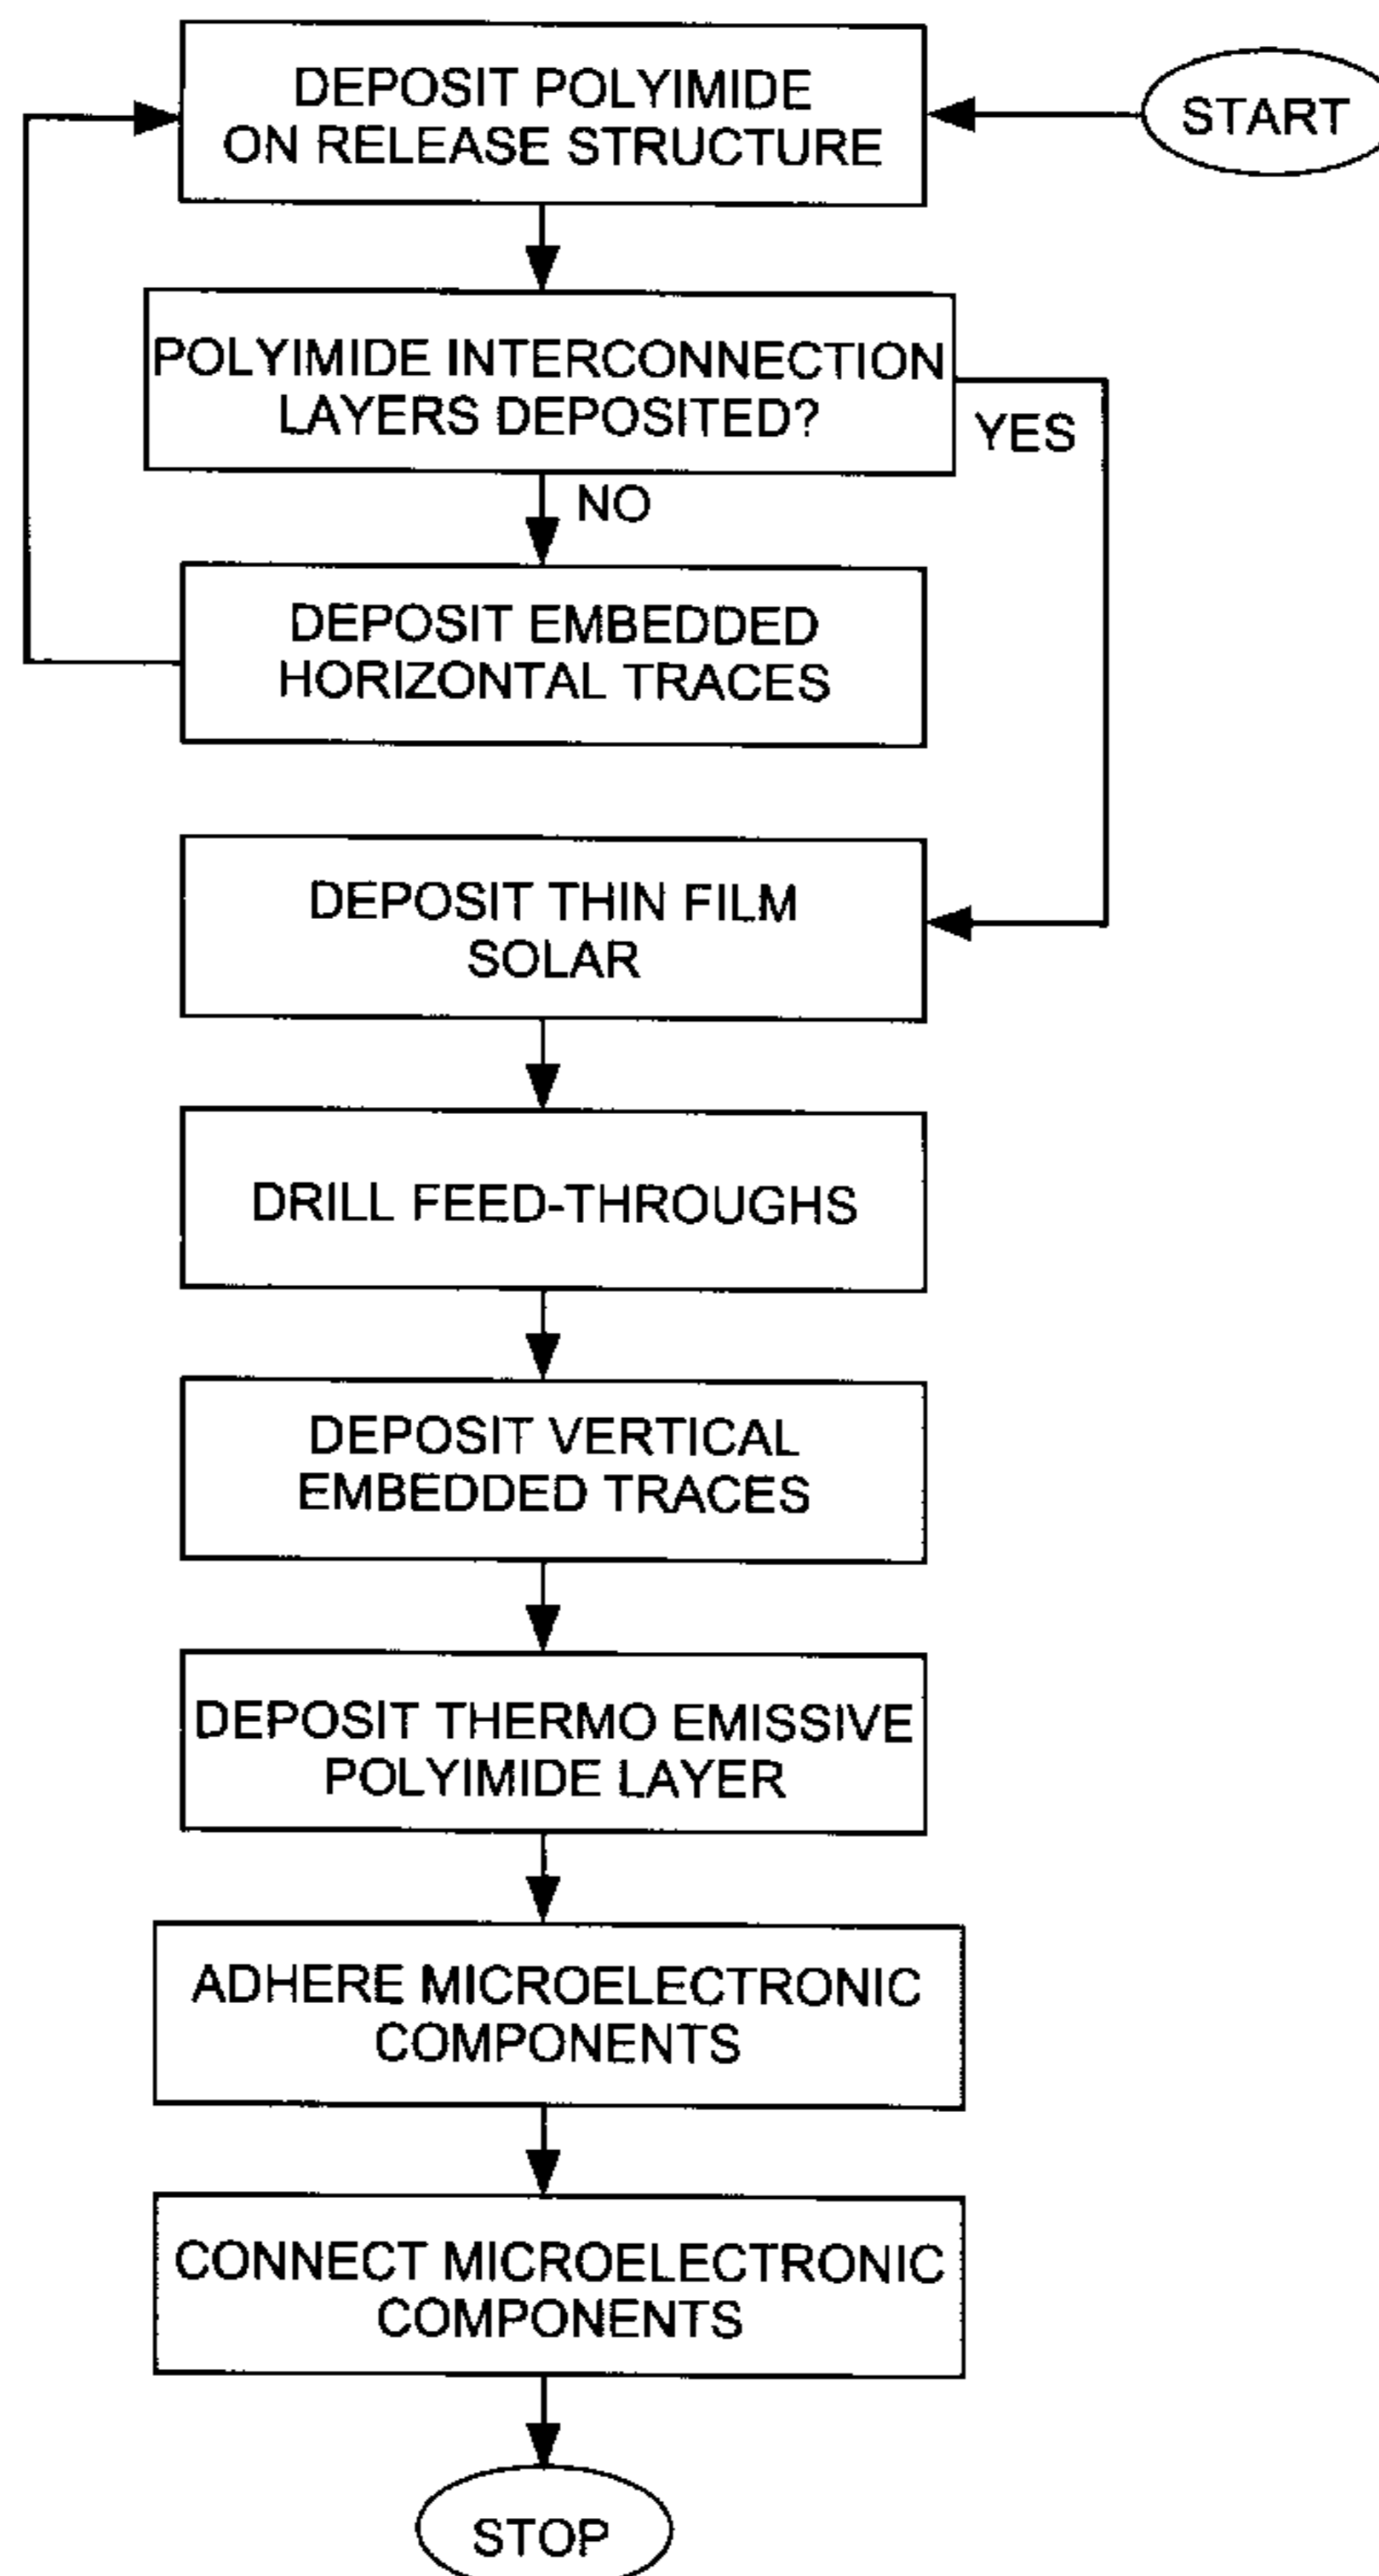 START
DEPOSIT POLYIMIDE
ON RELEASE STRUCTURE
POLYIMIDE INTERCONNECTION
LAYERS DEPOSITED?
YES
NO
DEPOSIT EMBEDDED
HORIZONTAL TRACES
DEPOSIT THIN FILM
SOLAR
DRILL FEED-THROUGHS
DEPOSIT VERTICAL
EMBEDDED TRACES
DEPOSIT THERMO EMISSIVE
POLYIMIDE LAYER
ADHERE MICROELECTRONIC
COMPONENTS
CONNECT MICROELECTRONIC
COMPONENTS
STOP